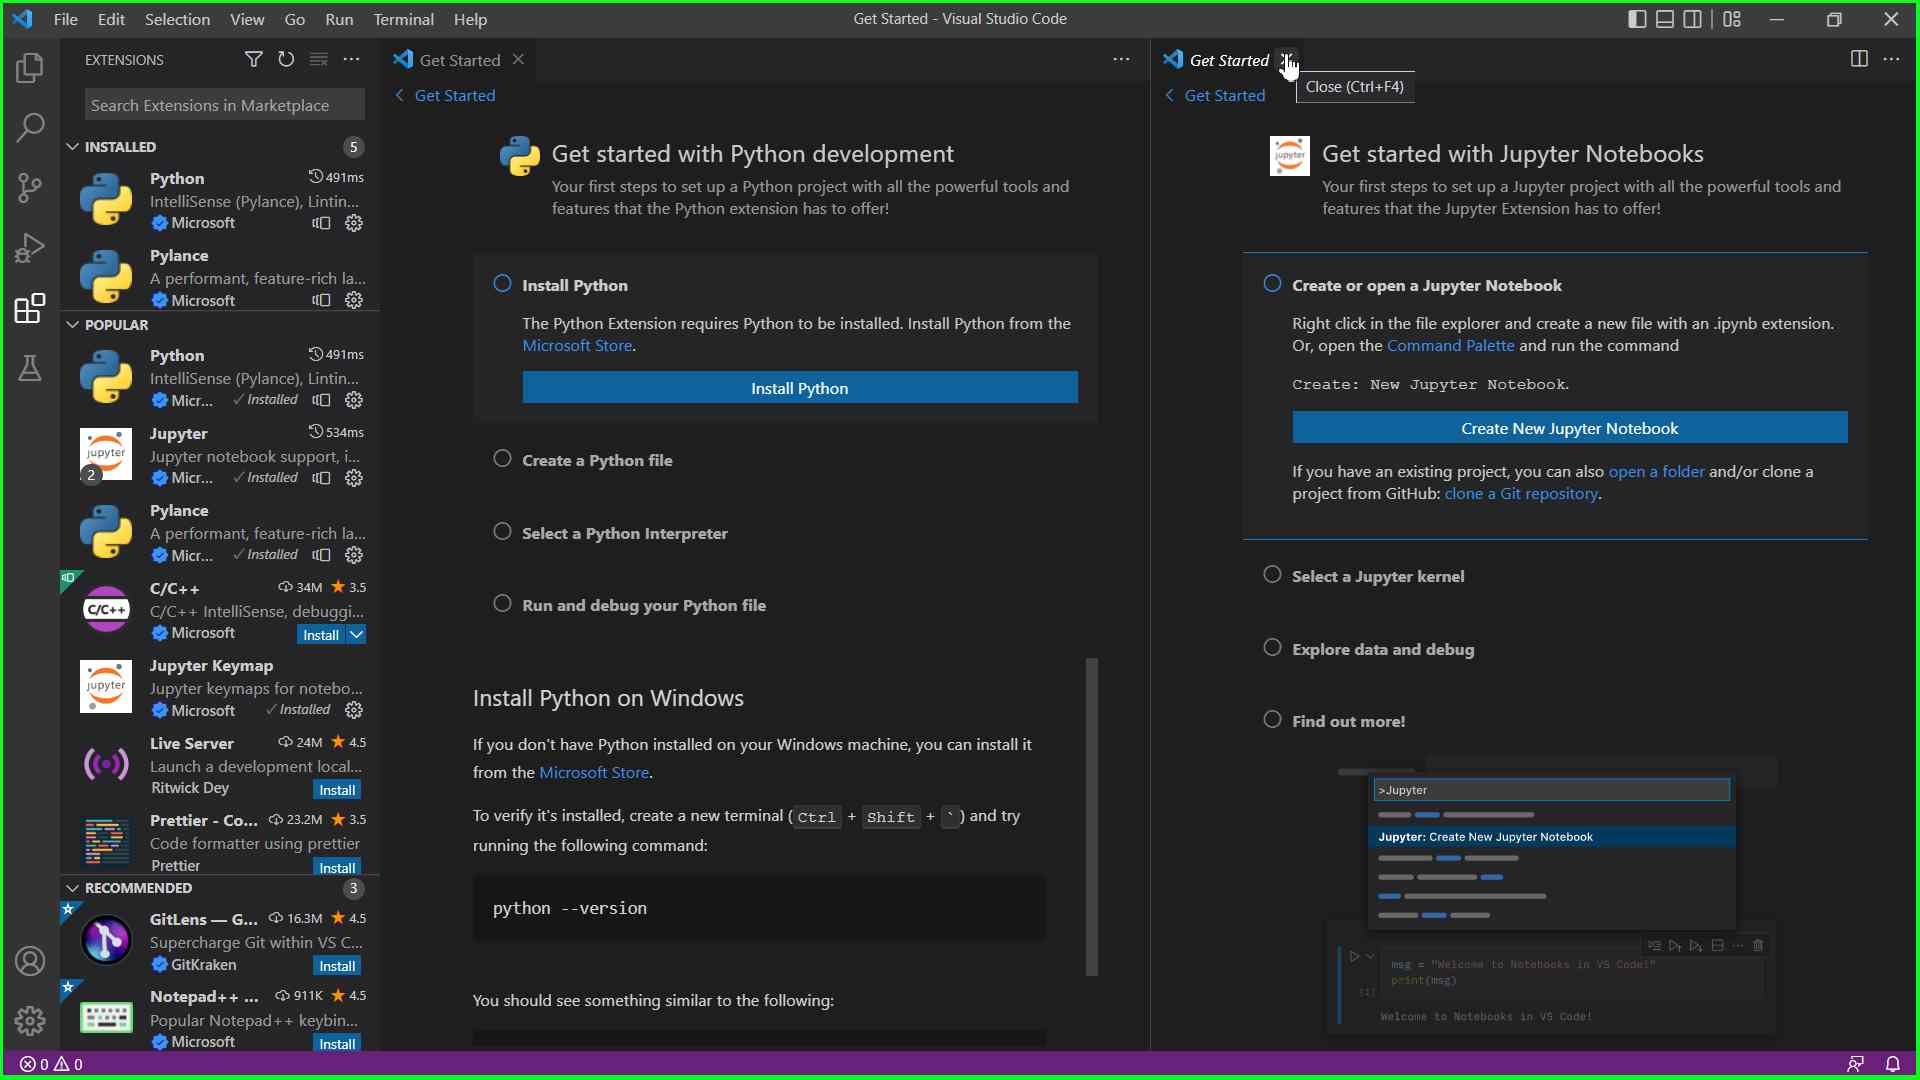 File Edit Selection View Go Run Terminal Help
Get Started - Visual Studio Code
EXTENSIONS
Search Extensions in Marketplace
INSTALLED 5
Python 491ms
IntelliSense (Pylance), Lintin...
Microsoft
Pylance
A performant, feature-rich la...
Microsoft
POPULAR
Python 491ms
IntelliSense (Pylance), Lintin...
Micr... ✓Installed
Jupyter 534ms
Jupyter notebook support, i...
Micr... ✓Installed
jupyter
2
Pylance
A performant, feature-rich la...
Micr... ✓Installed
C/C++ 34M ★ 3.5
C/C++ IntelliSense, debuggi...
Microsoft Install
C/C++
Jupyter Keymap
Jupyter keymaps for notebo...
Microsoft ✓Installed
jupyter
Live Server 24M ★ 4.5
Launch a development local...
Ritwick Dey Install
Prettier - Co... 23.2M ★ 3.5
Code formatter using prettier
Prettier Install
RECOMMENDED 3
GitLens — G... 16.3M ★ 4.5
Supercharge Git within VS C...
GitKraken Install
Notepad++ ... 911K ★ 4.5
Popular Notepad++ keybin...
Microsoft Install
0 0
Get Started
Get Started
Get started with Python development
Your first steps to set up a Python project with all the powerful tools and
features that the Python extension has to offer!
Install Python
The Python Extension requires Python to be installed. Install Python from the
Microsoft Store.
Install Python
Create a Python file
Select a Python Interpreter
Run and debug your Python file
Install Python on Windows
If you don't have Python installed on your Windows machine, you can install it
from the Microsoft Store.
To verify it's installed, create a new terminal (Ctrl + Shift + `) and try
running the following command:
python --version
You should see something similar to the following:
Get Started
Close (Ctrl+F4)
Get Started
jupyter
Get started with Jupyter Notebooks
Your first steps to set up a Jupyter project with all the powerful tools and
features that the Jupyter Extension has to offer!
Create or open a Jupyter Notebook
Right click in the file explorer and create a new file with an .ipynb extension.
Or, open the Command Palette and run the command
Create: New Jupyter Notebook.
Create New Jupyter Notebook
If you have an existing project, you can also open a folder and/or clone a
project from GitHub: clone a Git repository.
Select a Jupyter kernel
Explore data and debug
Find out more!
>Jupyter
Jupyter: Create New Jupyter Notebook
msg = "Welcome to Notebooks in VS Code!"
print(msg)
Welcome to Notebooks in VS Code!